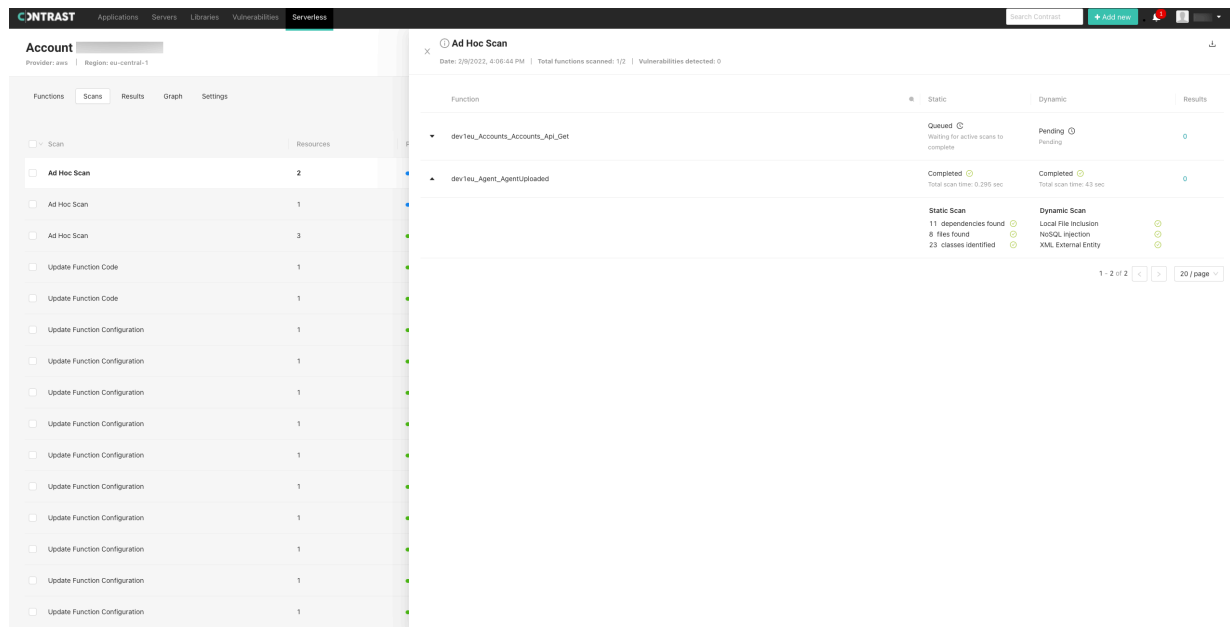 CONTRAST Applications Servers Libraries Vulnerabilities Serverless Search Contrast + Add new 1
Account
Provider: aws | Region: eu-central-1
Functions Scans Results Graph Settings
Scan Resources
Ad Hoc Scan 2
Ad Hoc Scan 1
Ad Hoc Scan 3
Update Function Code 1
Update Function Code 1
Update Function Configuration 1
Update Function Configuration 1
Update Function Configuration 1
Update Function Configuration 1
Update Function Configuration 1
Update Function Configuration 1
Update Function Configuration 1
Update Function Configuration 1
Update Function Configuration 1
Update Function Configuration 1
Ad Hoc Scan
Date: 2/9/2022, 4:06:44 PM | Total functions scanned: 1/2 | Vulnerabilities detected: 0
Function Static Dynamic Results
dev1eu_Accounts_Accounts_Api_Get
Queued
Waiting for active scans to
complete
Pending
Pending
0
dev1eu_Agent_AgentUploaded
Completed
Total scan time: 0.295 sec
Completed
Total scan time: 43 sec
0
Static Scan
11 dependencies found
8 files found
23 classes identified
Dynamic Scan
Local File Inclusion
NoSQL Injection
XML External Entity
1 - 2 of 2 < > 20 / page